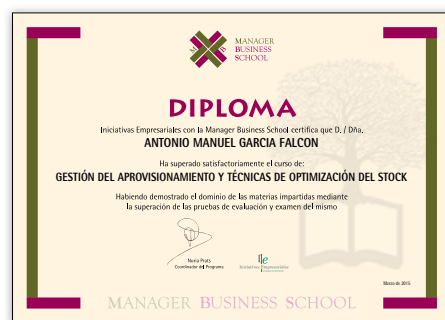 M B
MANAGER
BUSINESS
SCHOOL
DIPLOMA
Iniciativas Empresariales con la Manager Business School certifica que D. / Dña.
ANTONIO MANUEL GARCIA FALCON
Ha superado satisfactoriamente el curso de:
GESTIÓN DEL APROVISIONAMIENTO Y TÉCNICAS DE OPTIMIZACIÓN DEL STOCK
Habiendo demostrado el dominio de las materias impartidas mediante
la superación de las pruebas de evaluación y examen del mismo
Nuria Prats
Coordinador del Programa
Iniciativas Empresariales
Marzo de 2015
MANAGER BUSINESS SCHOOL